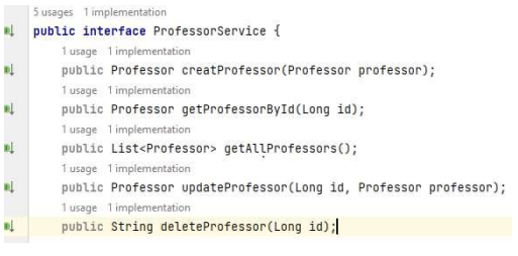 5 usages 1 implementation
public interface ProfessorService {
1 usage 1 implementation
public Professor creatProfessor(Professor professor);
1 usage 1 implementation
public Professor getProfessorById(Long id);
1 usage 1 implementation
public List<Professor> getAllProfessors();
1 usage 1 implementation
public Professor updateProfessor(Long id, Professor professor);
1 usage 1 implementation
public String deleteProfessor(Long id);